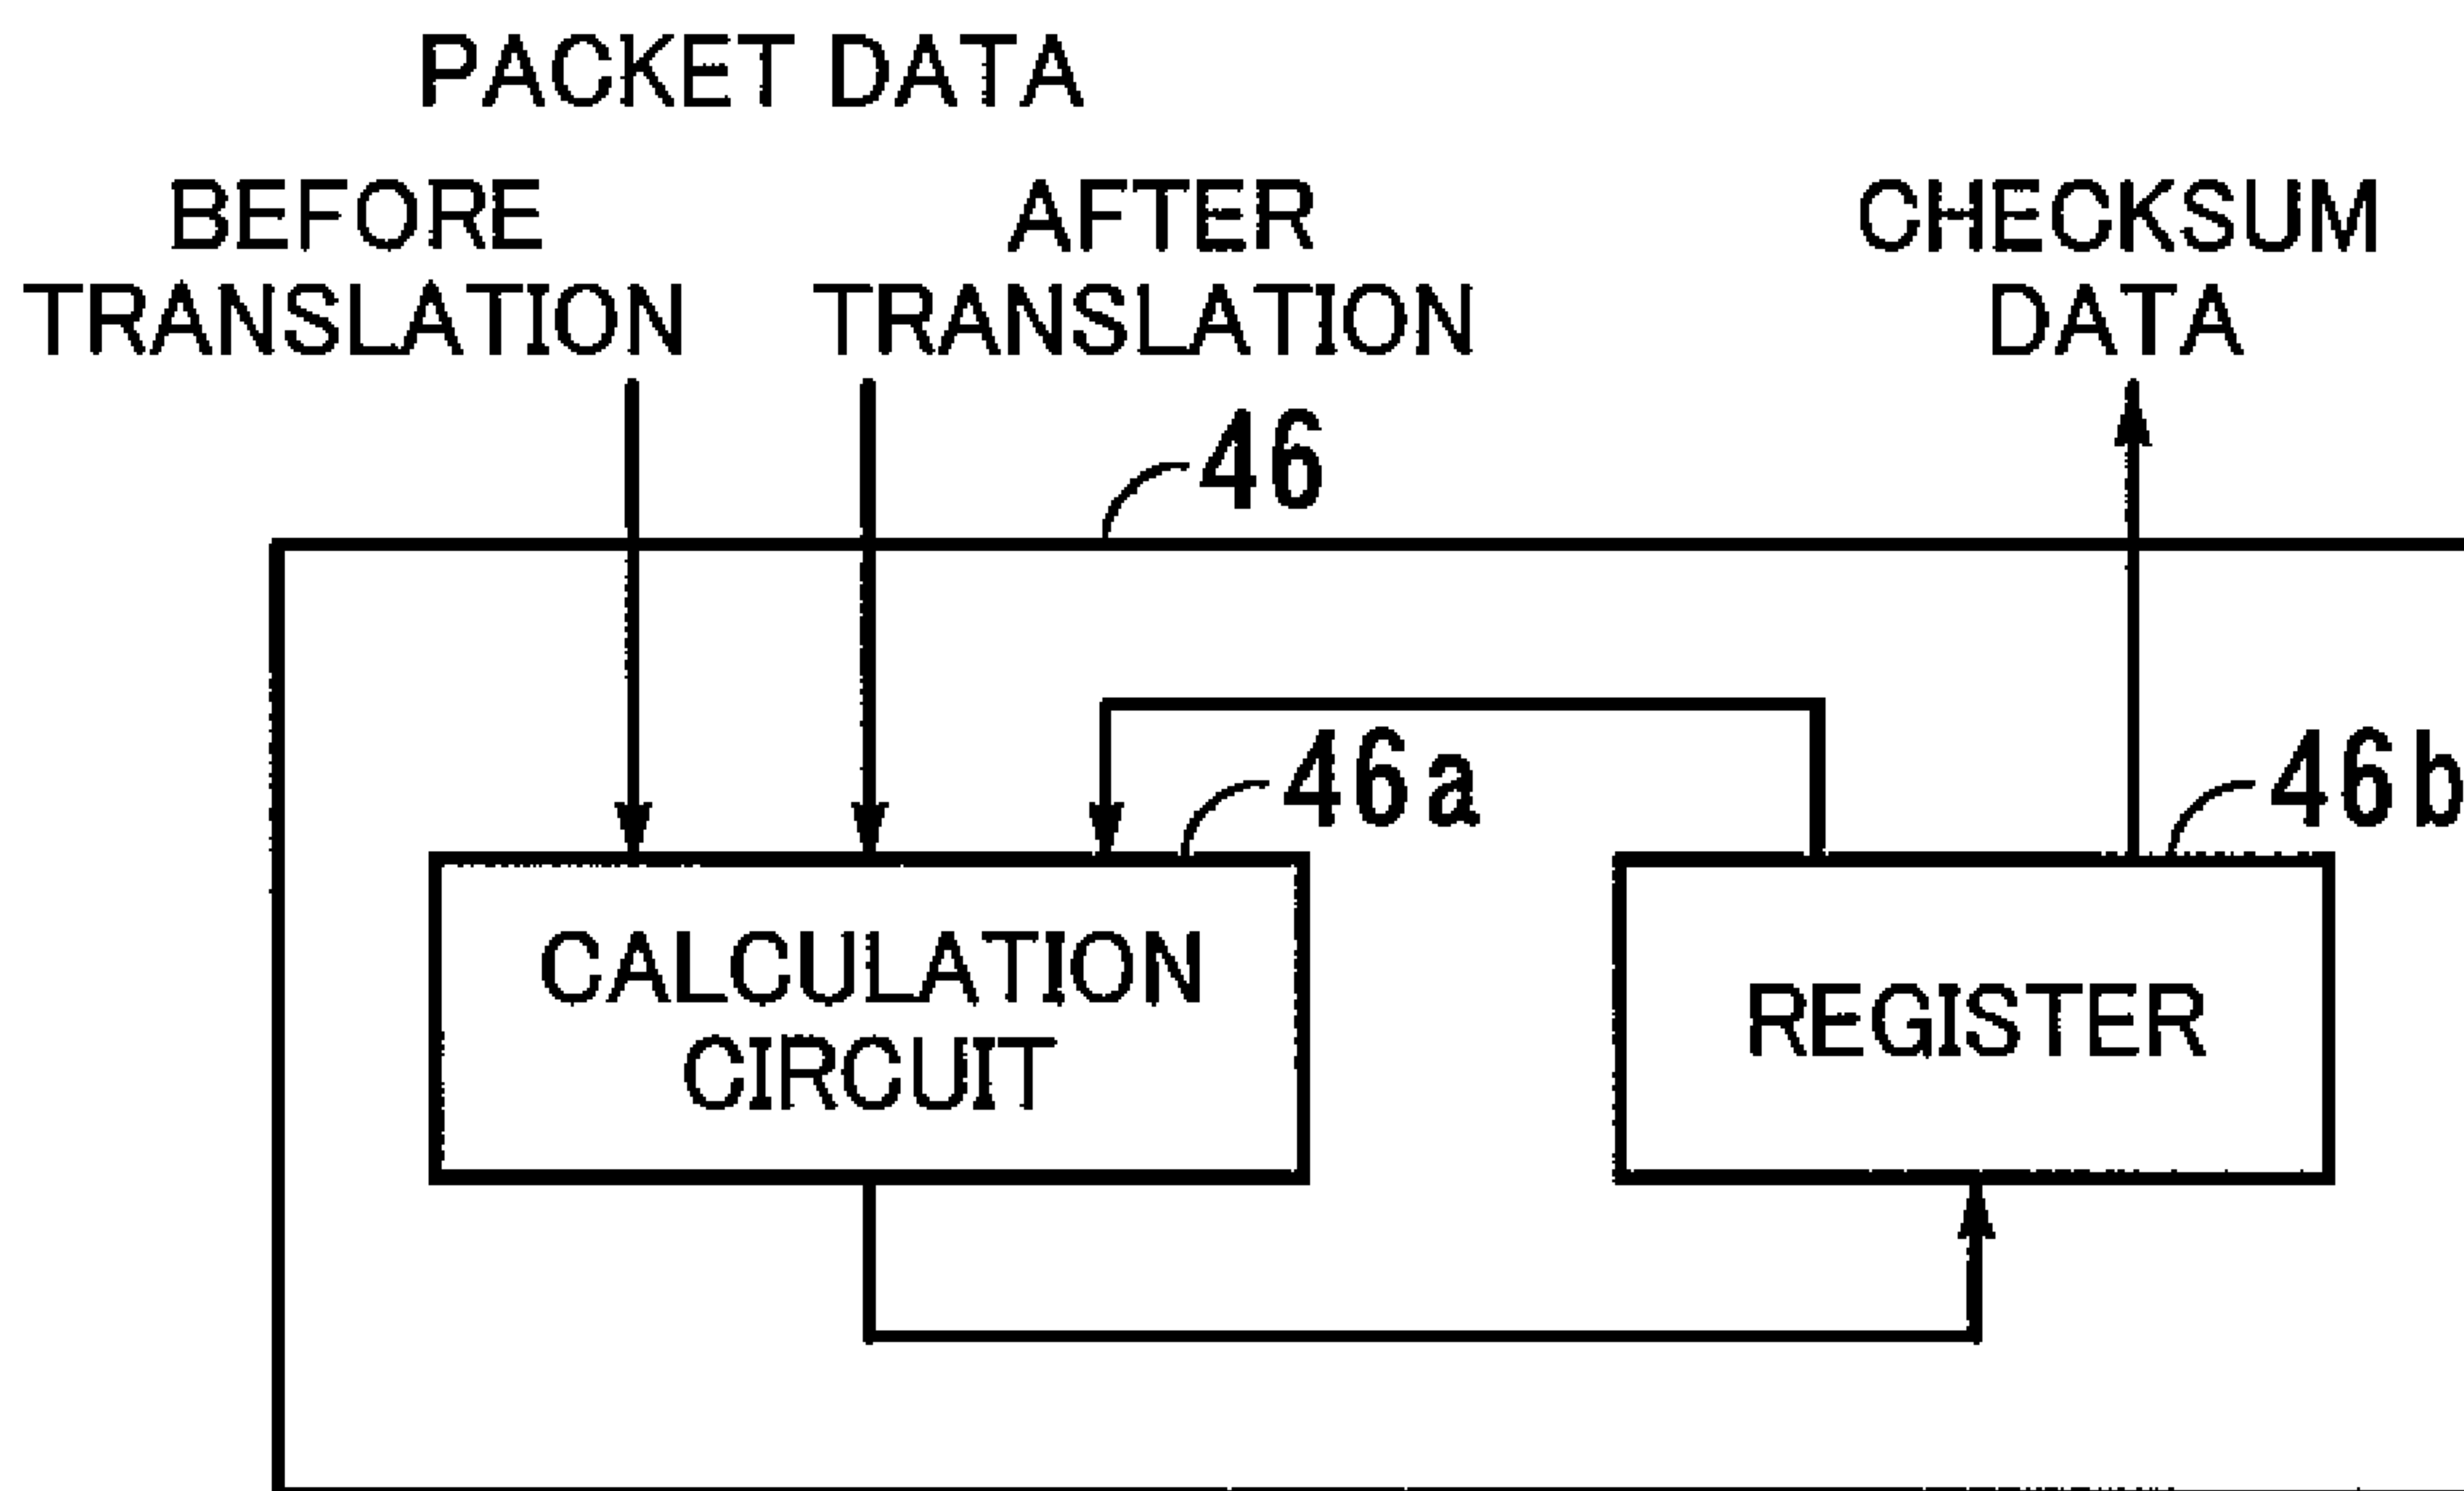 PACKET DATA
BEFORE TRANSLATION
AFTER TRANSLATION
CHECKSUM DATA
46
46a
46b
CALCULATION CIRCUIT
REGISTER